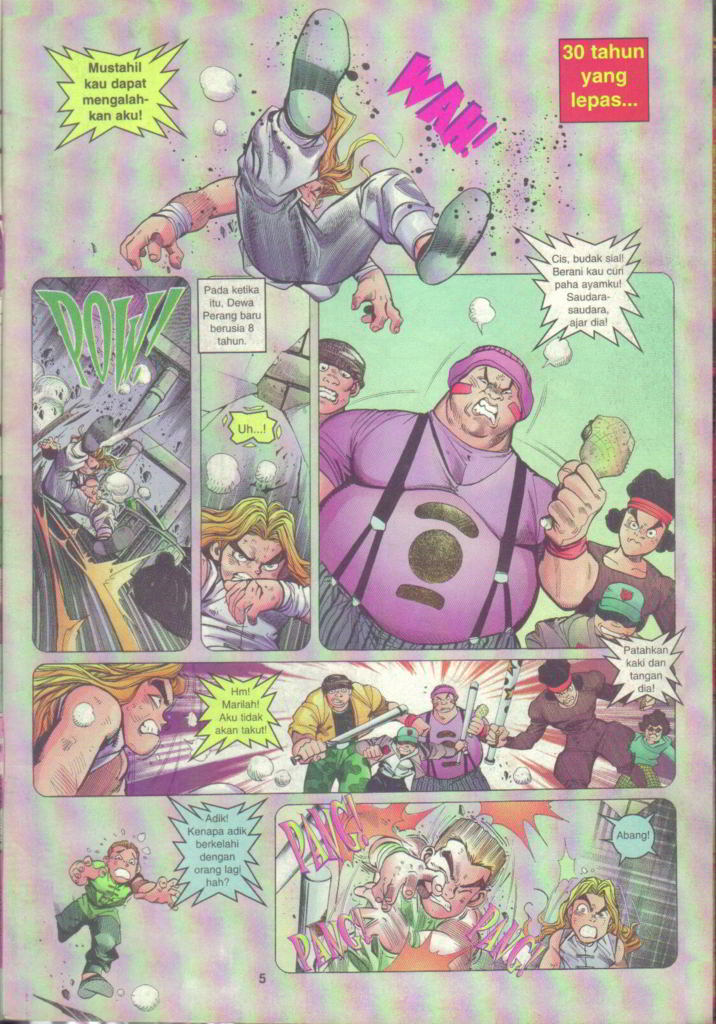 Mustahil
kau dapat
mengalah-
kan aku!
WAH!
30 tahun
yang
lepas...
Cis, budak sial!
Berani kau curi
paha ayamku!
Saudara-
saudara,
ajar dia!
POW!
Pada ketika
itu, Dewa
Perang baru
berusia 8
tahun.
Uh...!
Patahkan
kaki dan
tangan
dia!
Hm!
Marilah!
Aku tidak
takut!
Adik!
Kenapa adik
berkelahi
dengan
orang lagi
hah?
PANG!
Abang!
PANG!
PANG!
5